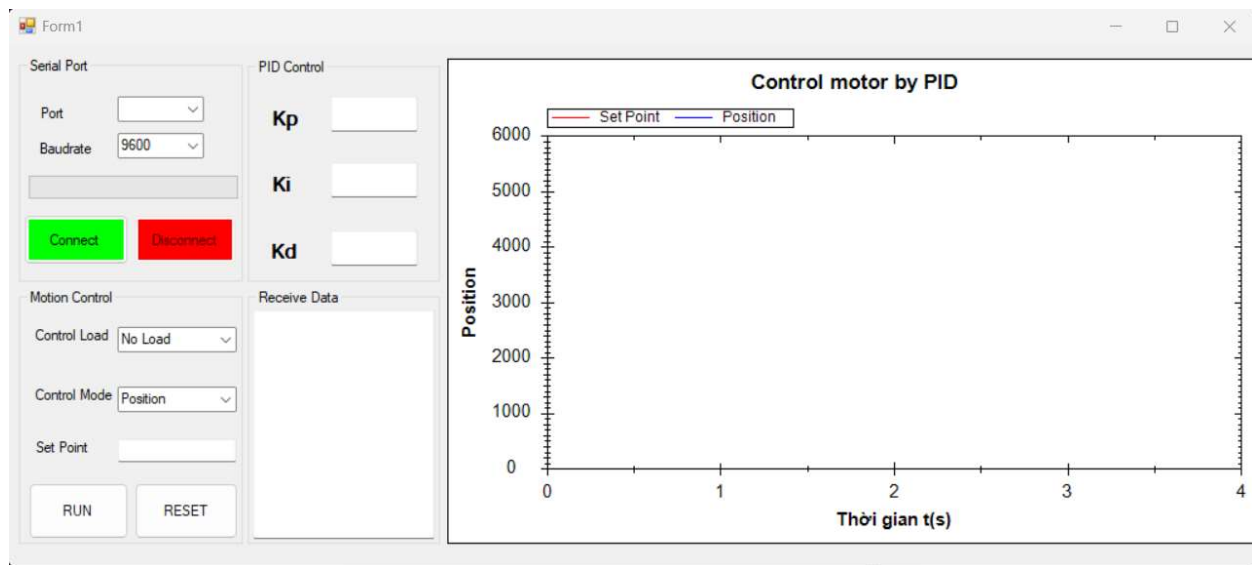 Form1
Serial Port
Port
Baudrate
9600
Connect
Disconnect
PID Control
Kp
Ki
Kd
Motion Control
Control Load
No Load
Control Mode
Position
Set Point
RUN
RESET
Receive Data
Control motor by PID
Set Point
Position
6000
5000
4000
3000
2000
1000
0
Position
0
1
2
3
4
Thời gian t(s)